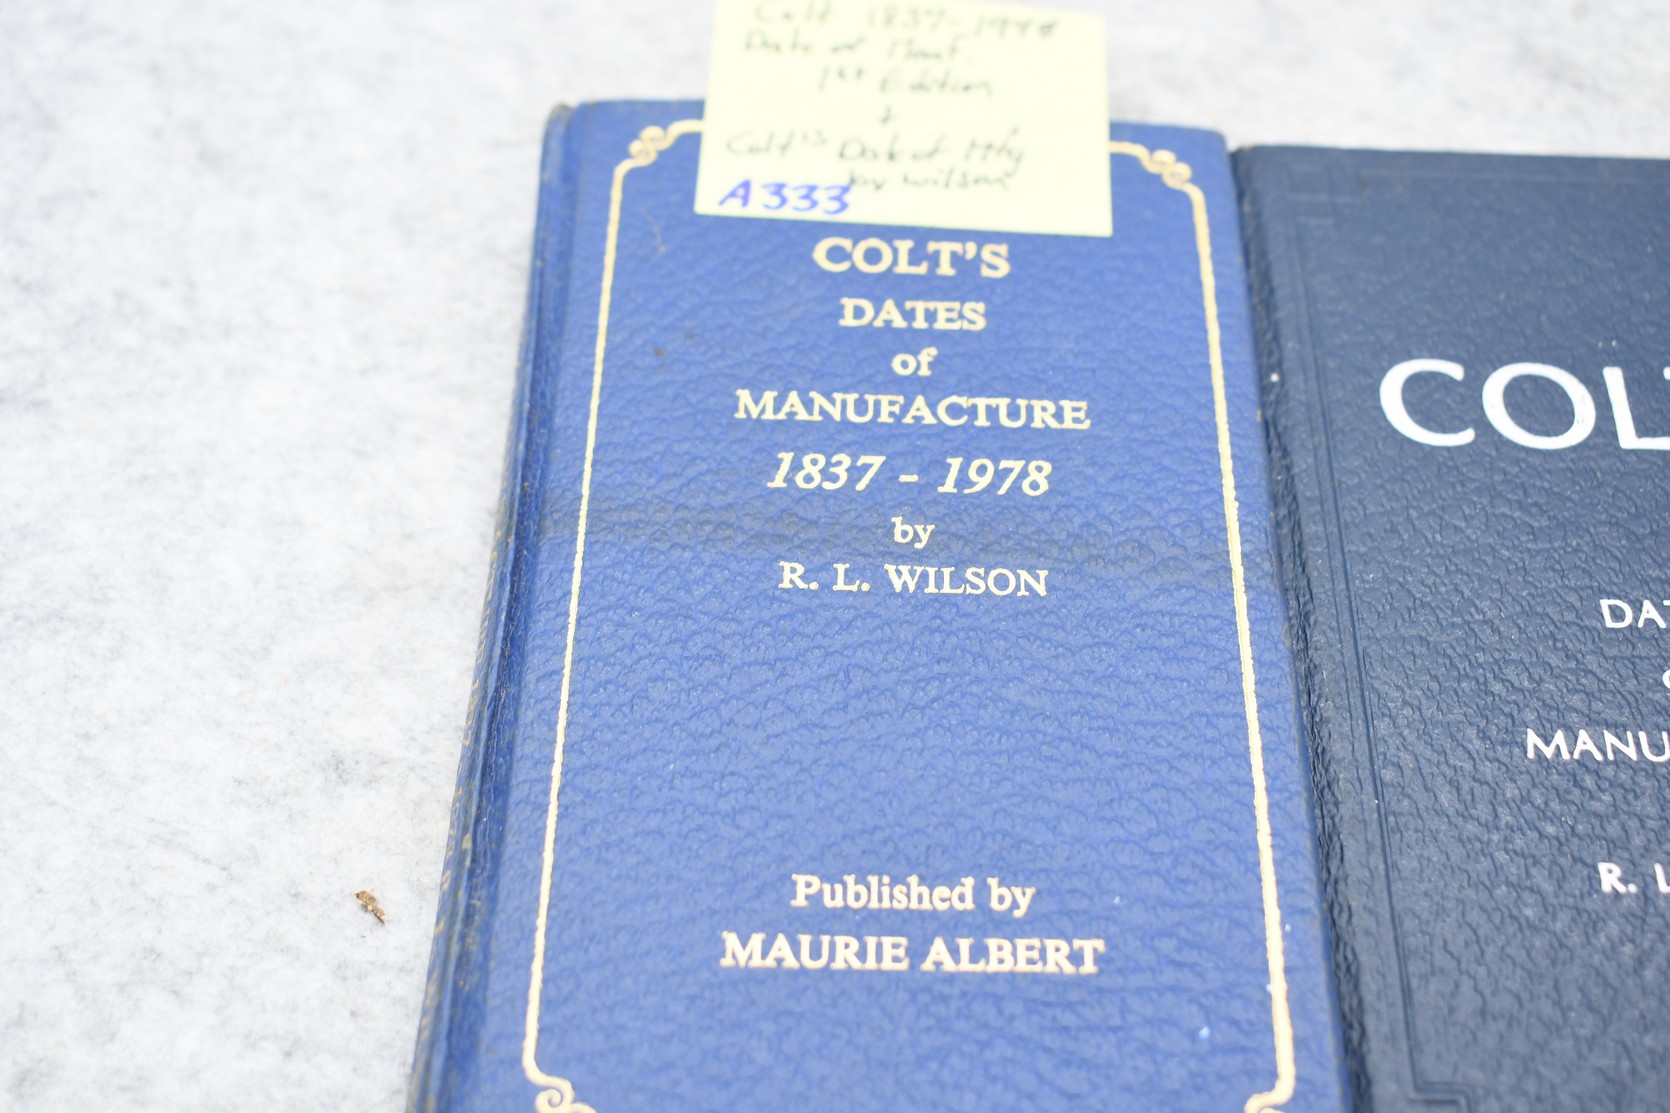 Colt 1837-1978
Date of Manf.
1st Edition
&
Colt's Date of Mfg
by Wilson
A333
COLT'S
DATES
of
MANUFACTURE
1837 - 1978
by
R. L. WILSON
Published by
MAURIE ALBERT
COL
DA
MANU
R. L